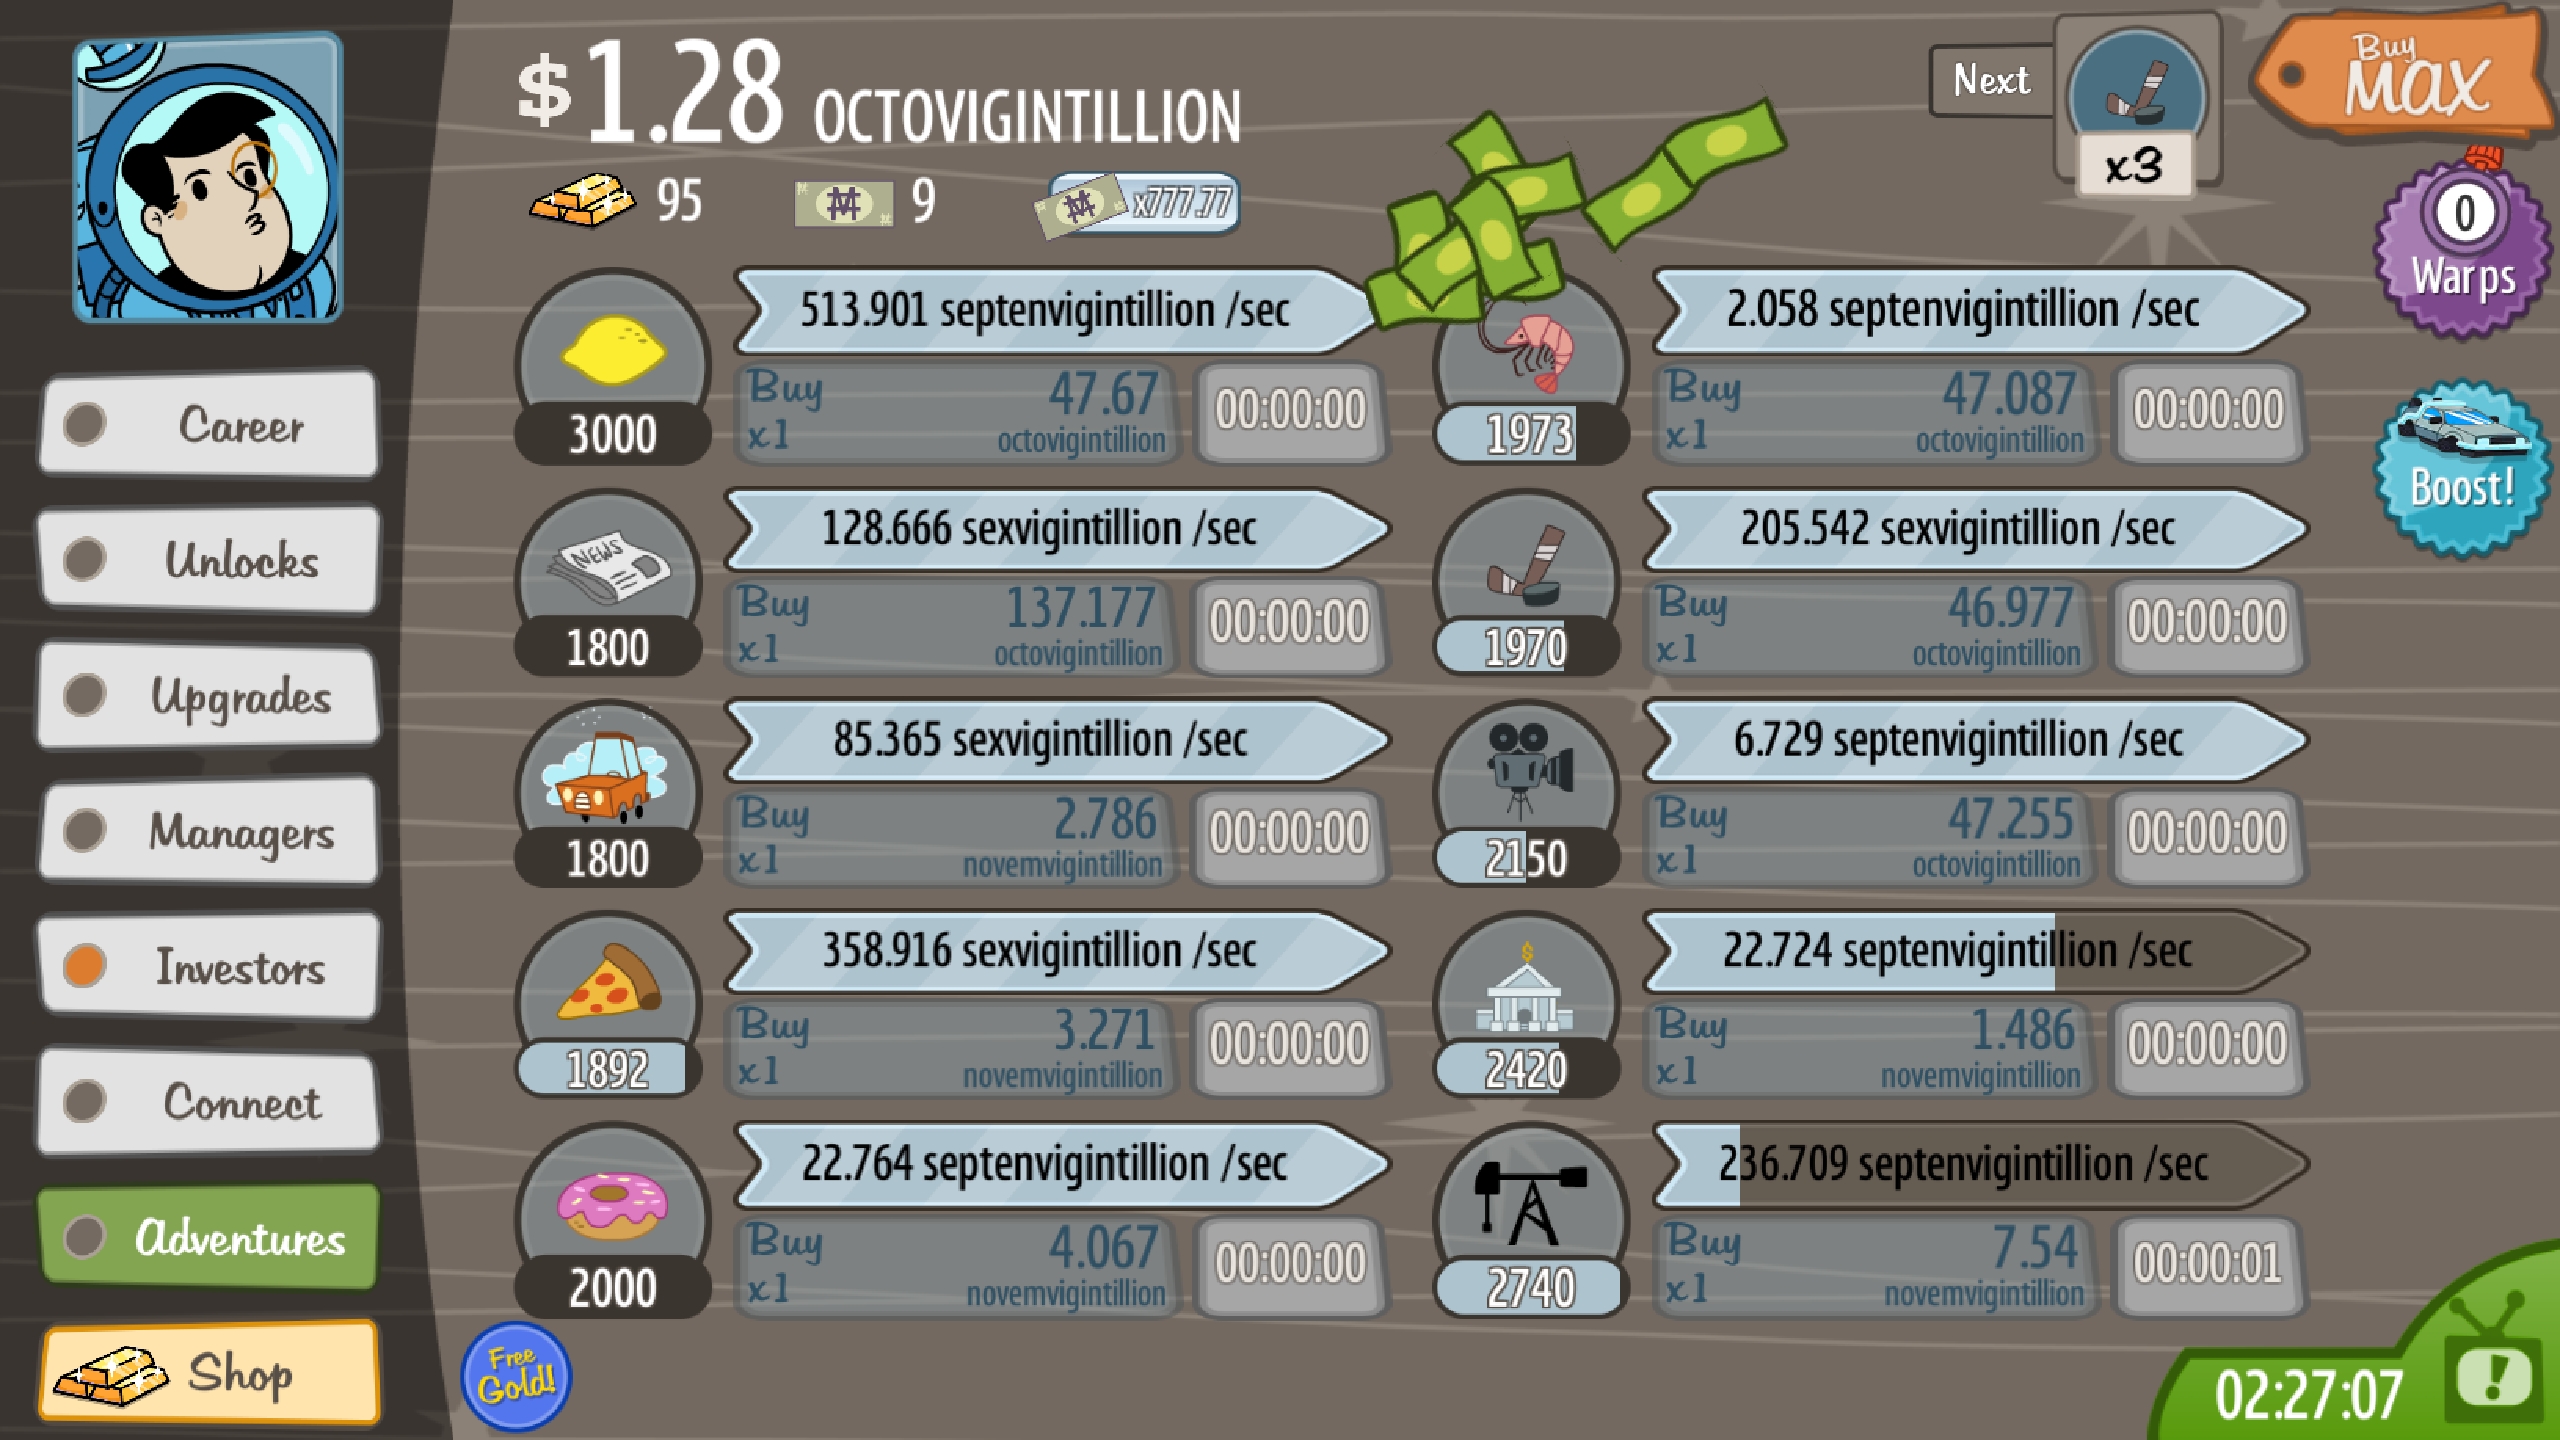 $1.28 OCTOVIGINTILLION
95
9
x777.77
Next
x3
Buy
MAX
0
Warps
Boost!
Career
Unlocks
Upgrades
Managers
Investors
Connect
Adventures
Shop
513.901 septenvigintillion /sec
3000
Buy
x1
47.67
octovigintillion
00:00:00
2.058 septenvigintillion /sec
1973
Buy
x1
47.087
octovigintillion
00:00:00
NEWS
128.666 sexvigintillion /sec
1800
Buy
x1
137.177
octovigintillion
00:00:00
205.542 sexvigintillion /sec
1970
Buy
x1
46.977
octovigintillion
00:00:00
85.365 sexvigintillion /sec
1800
Buy
x1
2.786
novemvigintillion
00:00:00
6.729 septenvigintillion /sec
2150
Buy
x1
47.255
octovigintillion
00:00:00
358.916 sexvigintillion /sec
1892
Buy
x1
3.271
novemvigintillion
00:00:00
$
22.724 septenvigintillion /sec
2420
Buy
x1
1.486
novemvigintillion
00:00:00
22.764 septenvigintillion /sec
2000
Buy
x1
4.067
novemvigintillion
00:00:00
236.709 septenvigintillion /sec
2740
Buy
x1
7.54
novemvigintillion
00:00:01
Free
Gold!
02:27:07
!